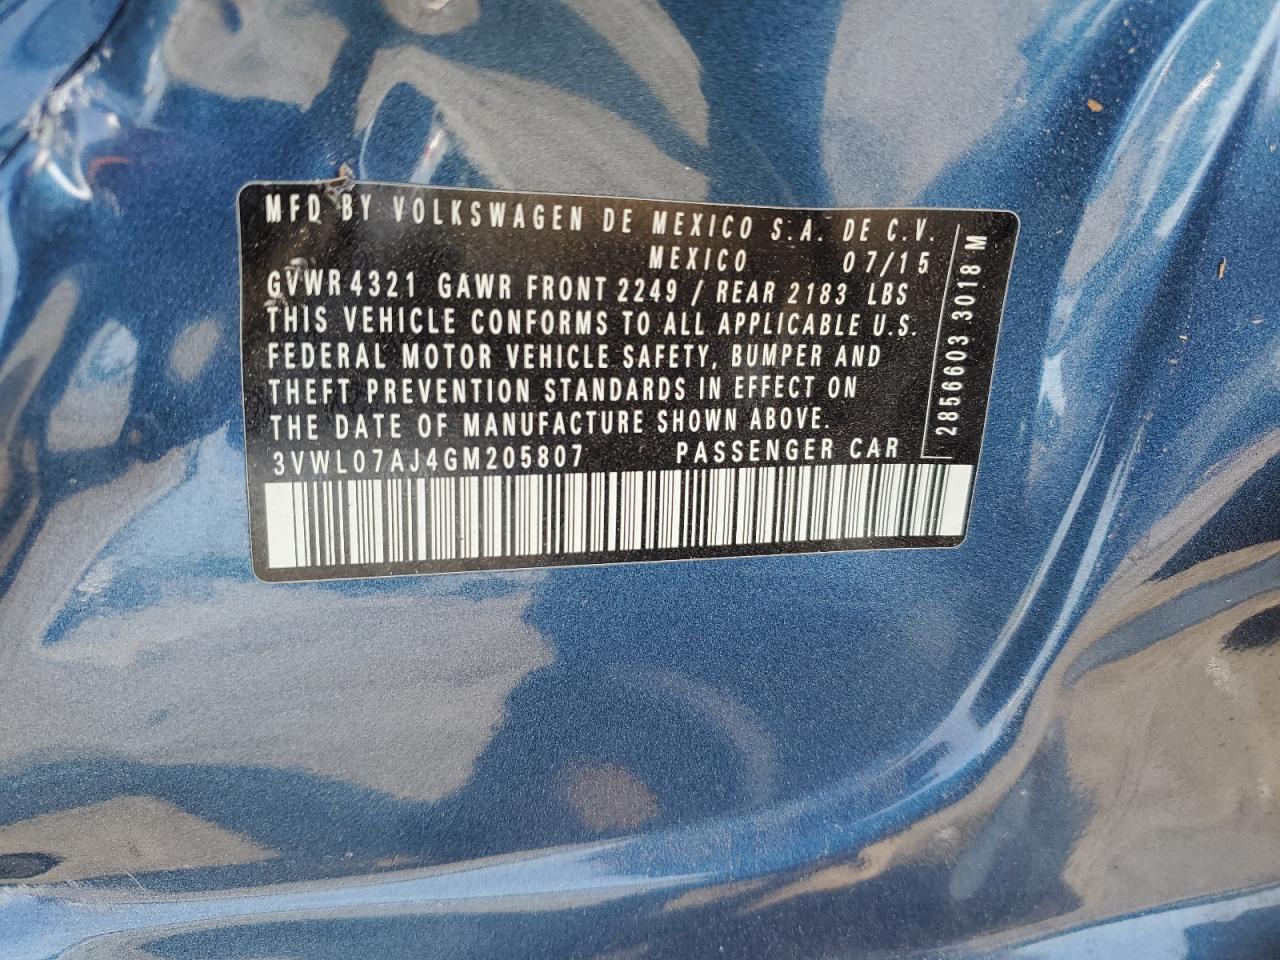 MFD BY VOLKSWAGEN DE MEXICO S.A. DE C.V.
MEXICO 07/15
GVWR 4321 GAWR FRONT 2249 / REAR 2183 LBS
THIS VEHICLE CONFORMS TO ALL APPLICABLE U.S.
FEDERAL MOTOR VEHICLE SAFETY, BUMPER AND
THEFT PREVENTION STANDARDS IN EFFECT ON
THE DATE OF MANUFACTURE SHOWN ABOVE.
3VWL07AJ4GM205807 PASSENGER CAR
2856603 3018 M